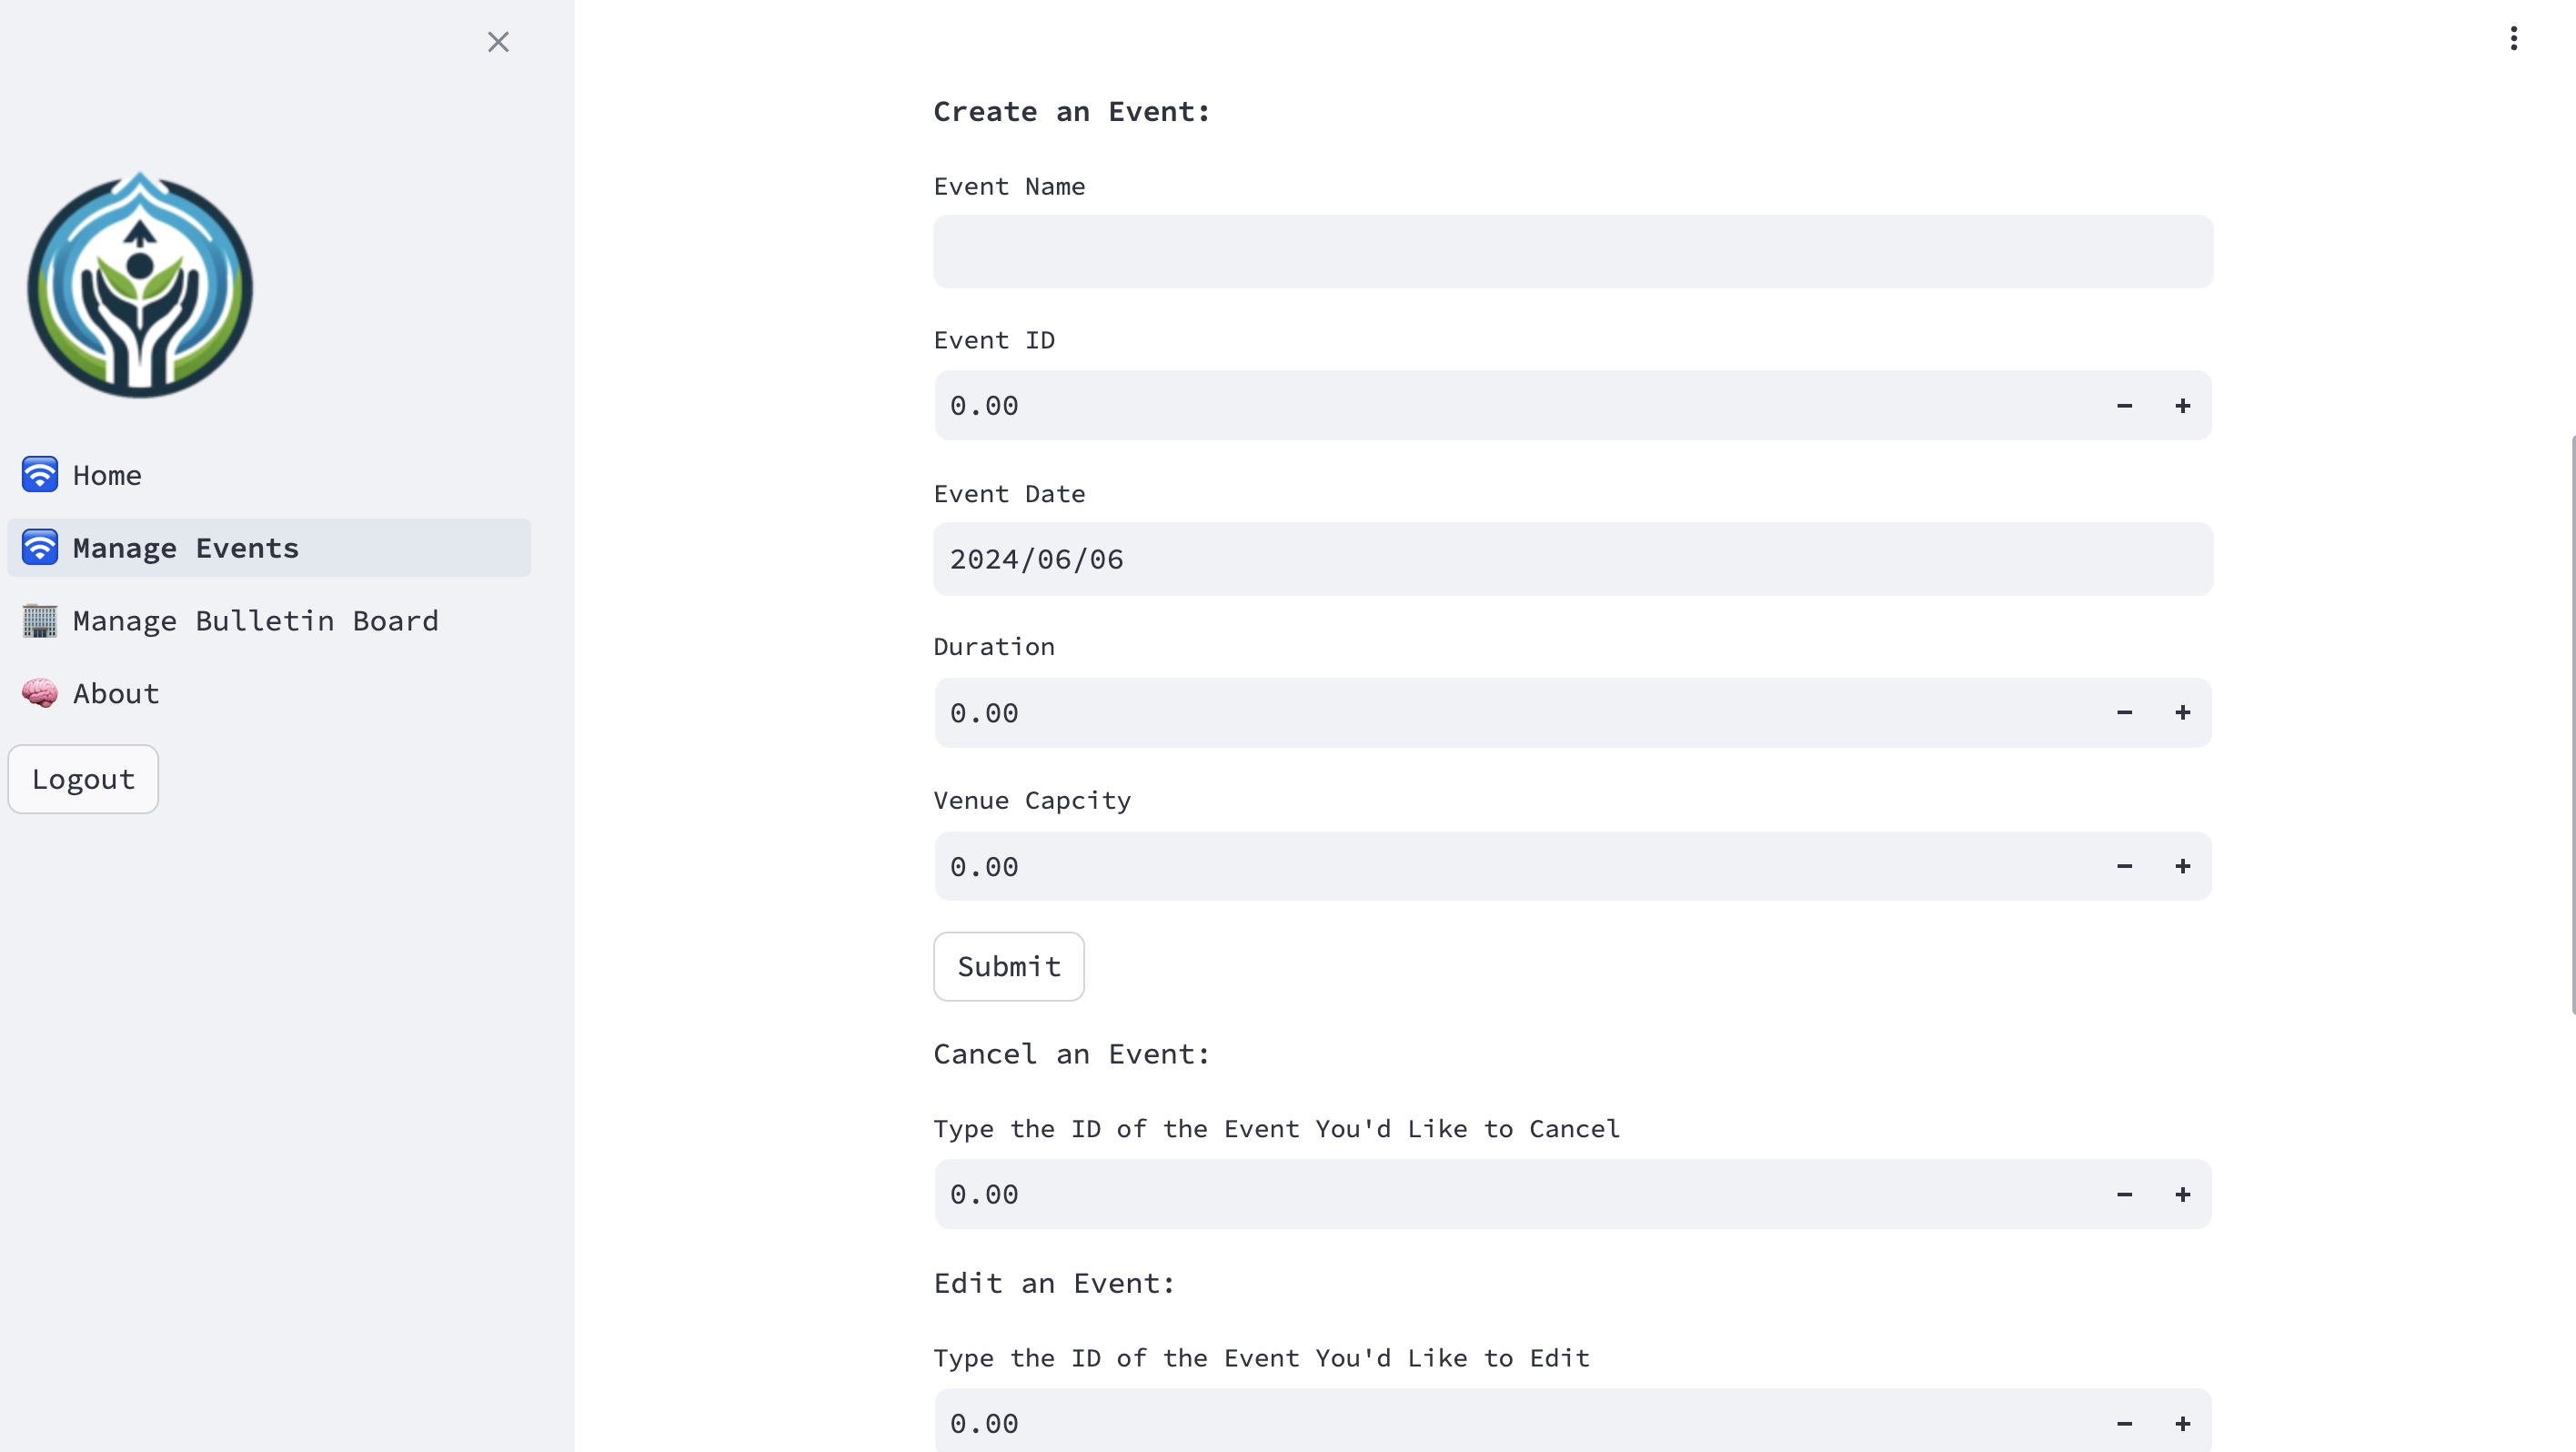 Home
Manage Events
Manage Bulletin Board
About
Logout
Create an Event:
Event Name
Event ID
0.00
Event Date
2024/06/06
Duration
0.00
Venue Capcity
0.00
Submit
Cancel an Event:
Type the ID of the Event You'd Like to Cancel
0.00
Edit an Event:
Type the ID of the Event You'd Like to Edit
0.00